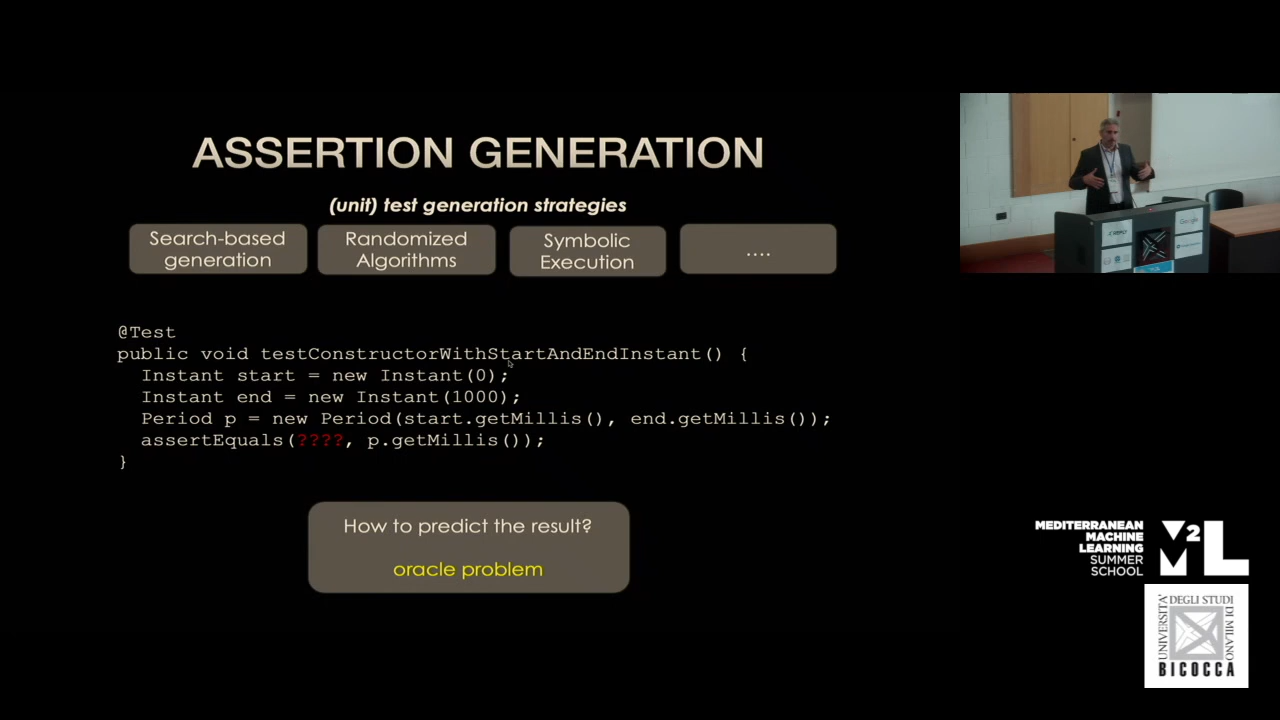 ASSERTION GENERATION
(unit) test generation strategies
Search-based
generation
Randomized
Algorithms
Symbolic
Execution
....
@Test
public void testConstructorWithStartAndEndInstant() {
Instant start = new Instant(0);
Instant end = new Instant(1000);
Period p = new Period(start.getMillis(), end.getMillis());
assertEquals(????, p.getMillis());
}
How to predict the result?
oracle problem
Google
MEDITERRANEAN
MACHINE
LEARNING
SUMMER
SCHOOL
M2L
UNIVERSITA'
DEGLI STUDI
DI MILANO
BICOCCA